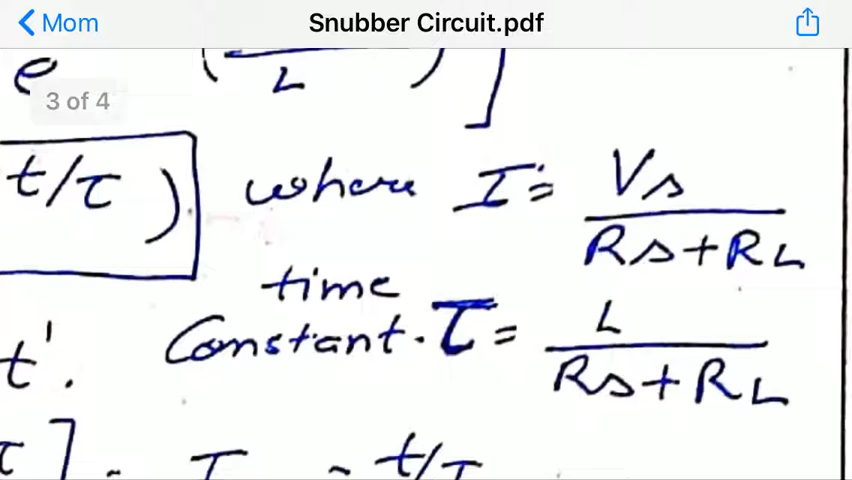 Mom
Snubber Circuit.pdf
e ( / L ) ]
3 of 4
t/τ ) where I = Vs / (Rs+RL)
time
Constant. τ = L / (Rs+RL)
t'.
τ ] = I - t/τ